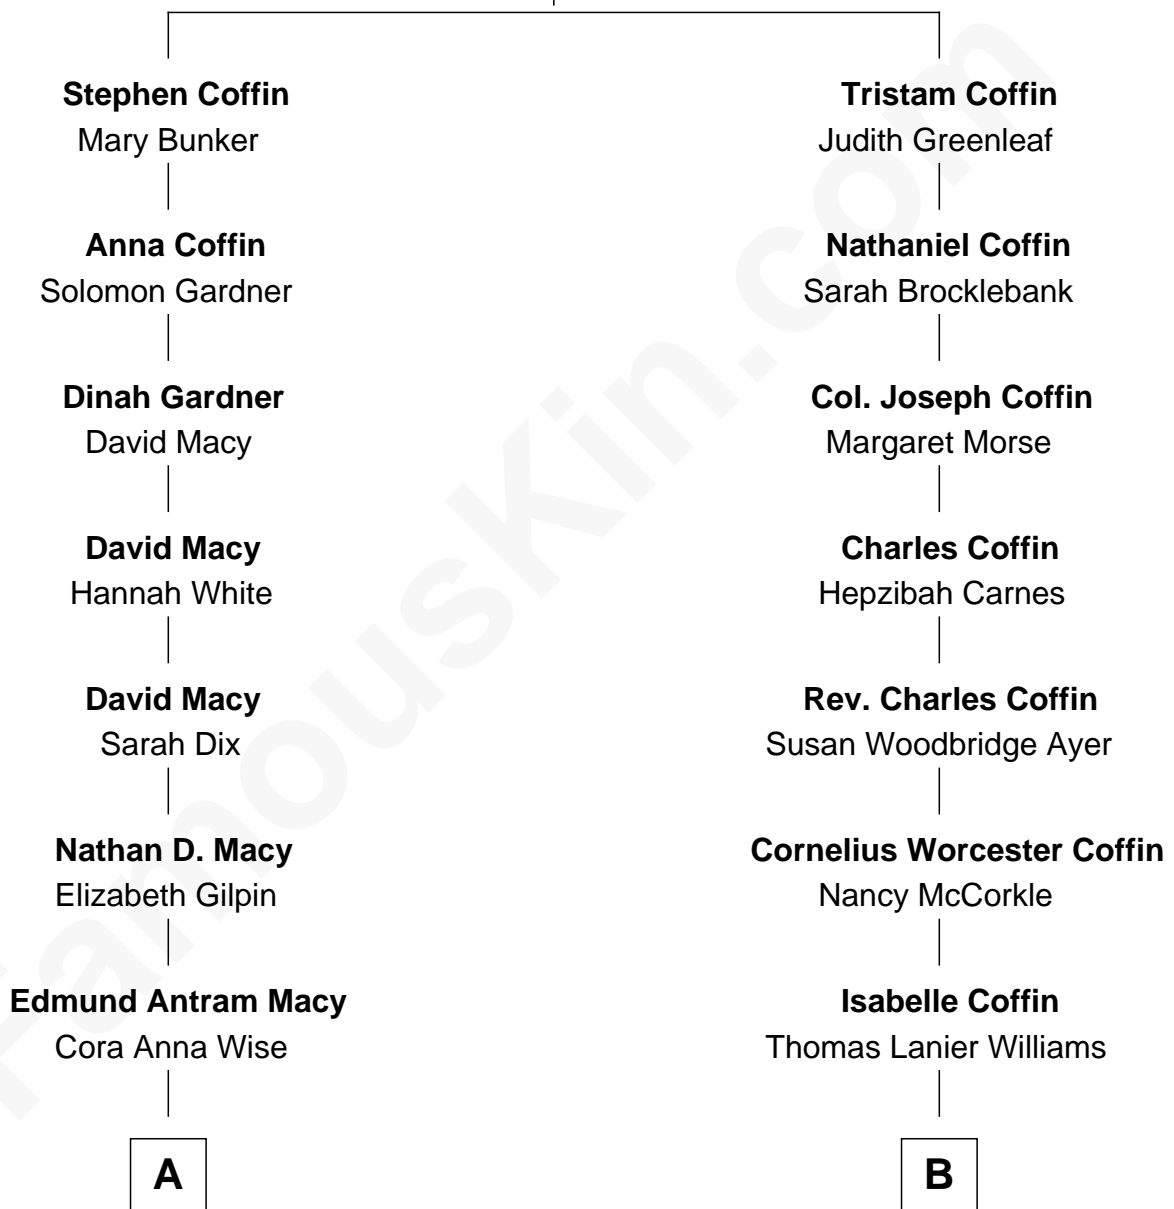 Stephen Coffin
Mary Bunker
Anna Coffin
Solomon Gardner
Dinah Gardner
David Macy
David Macy
Hannah White
David Macy
Sarah Dix
Nathan D. Macy
Elizabeth Gilpin
Edmund Antram Macy
Cora Anna Wise
A
Tristam Coffin
Judith Greenleaf
Nathaniel Coffin
Sarah Brocklebank
Col. Joseph Coffin
Margaret Morse
Charles Coffin
Hepzibah Carnes
Rev. Charles Coffin
Susan Woodbridge Ayer
Cornelius Worcester Coffin
Nancy McCorkle
Isabelle Coffin
Thomas Lanier Williams
B
FamousKin.com